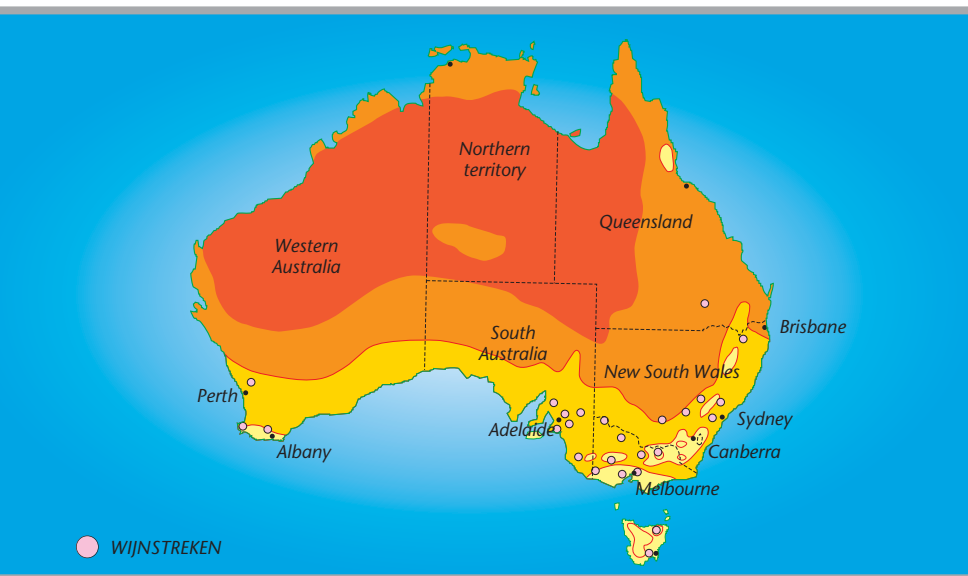 Northern
territory
Queensland
Western
Australia
South
Australia
Brisbane
New South Wales
Perth
Sydney
Adelaide
Albany
Canberra
Melbourne
WIJNSTREKEN